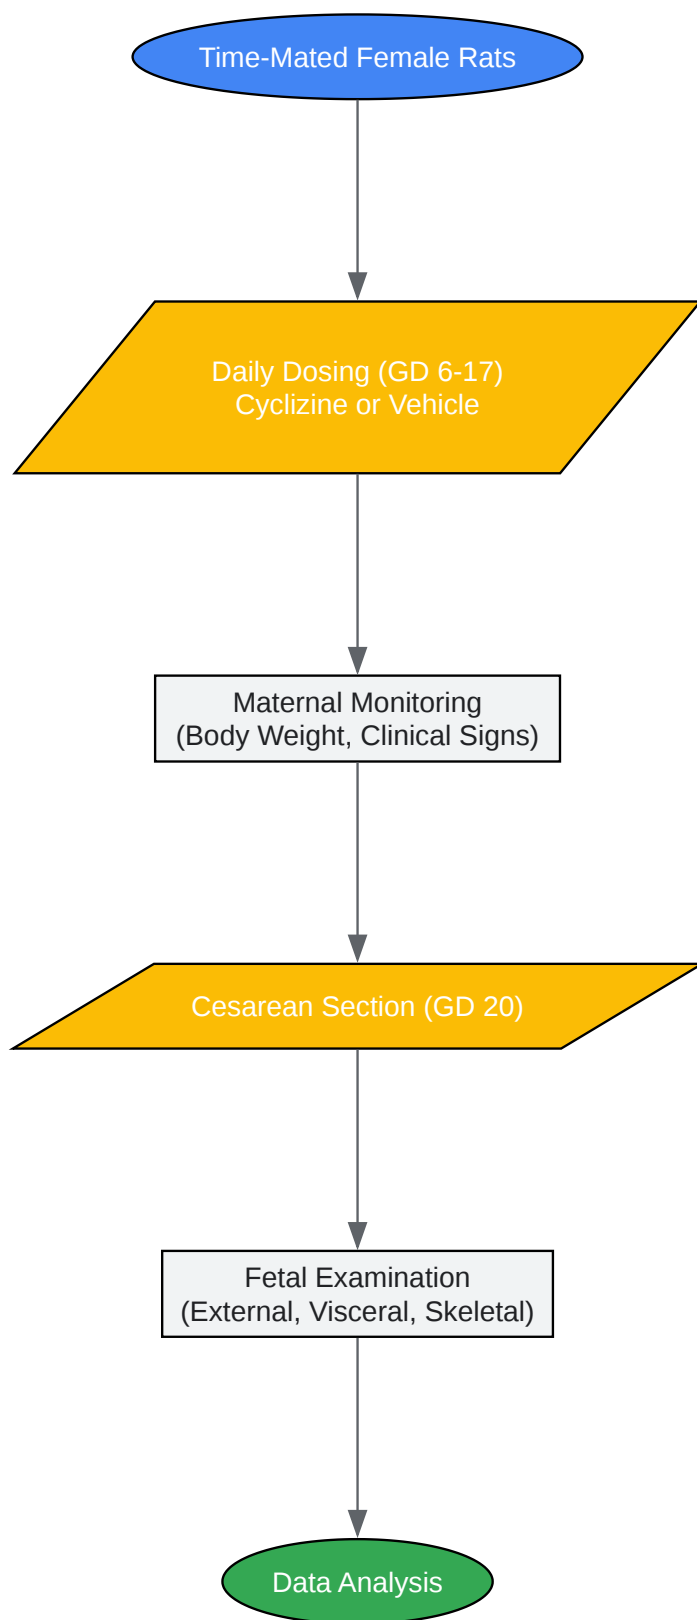 Time-Mated Female Rats
Daily Dosing (GD 6-17)
Cyclizine or Vehicle
Maternal Monitoring
(Body Weight, Clinical Signs)
Cesarean Section (GD 20)
Fetal Examination
(External, Visceral, Skeletal)
Data Analysis